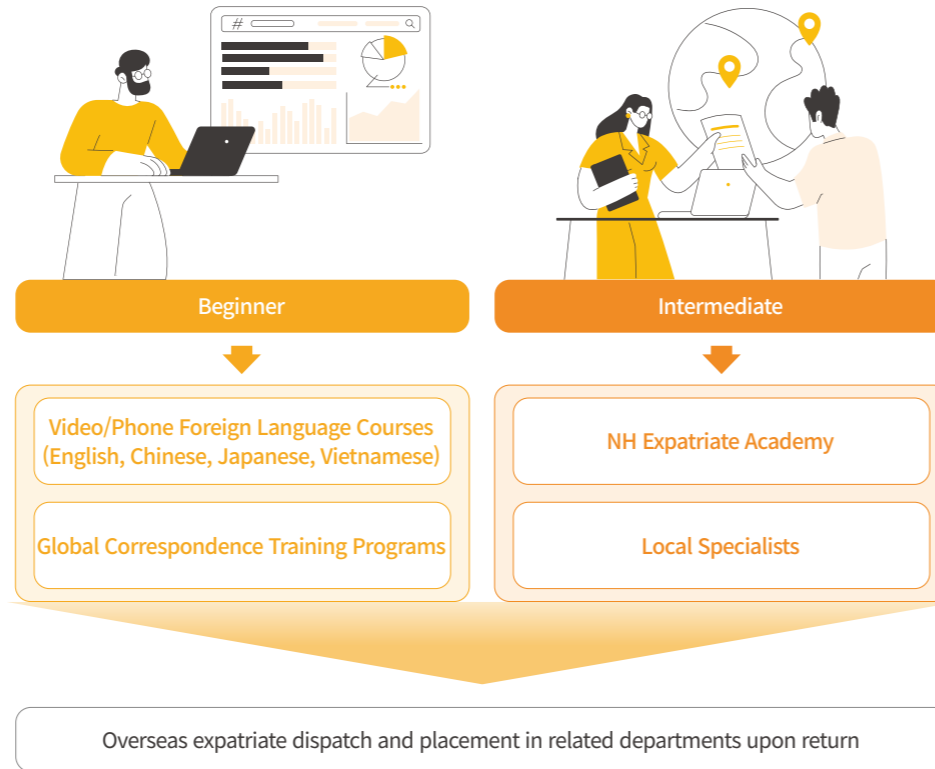 #
Beginner
Intermediate
Video/Phone Foreign Language Courses
(English, Chinese, Japanese, Vietnamese)
NH Expatriate Academy
Global Correspondence Training Programs
Local Specialists
Overseas expatriate dispatch and placement in related departments upon return